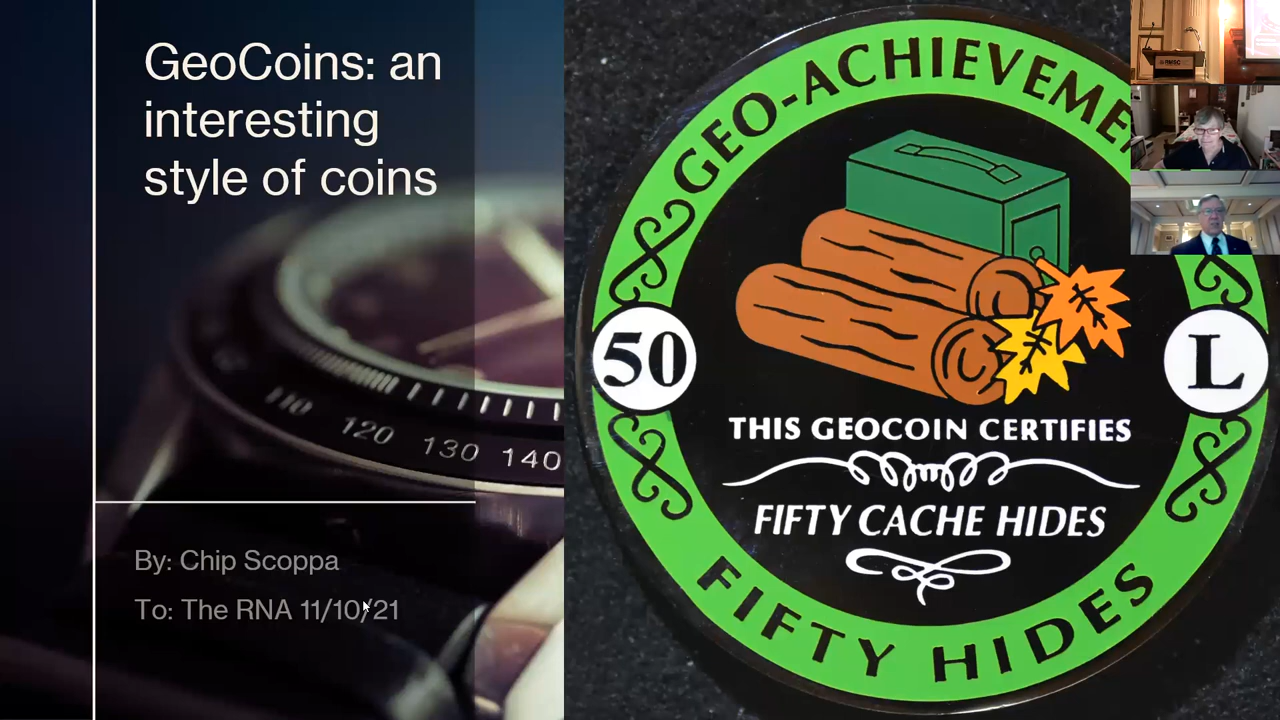 GeoCoins: an
interesting
style of coins
By: Chip Scoppa
To: The RNA 11/10/21
110
120
130
140
GEO-ACHIEVEME
50
L
THIS GEOCOIN CERTIFIES
FIFTY CACHE HIDES
FIFTY HIDES
RMSC